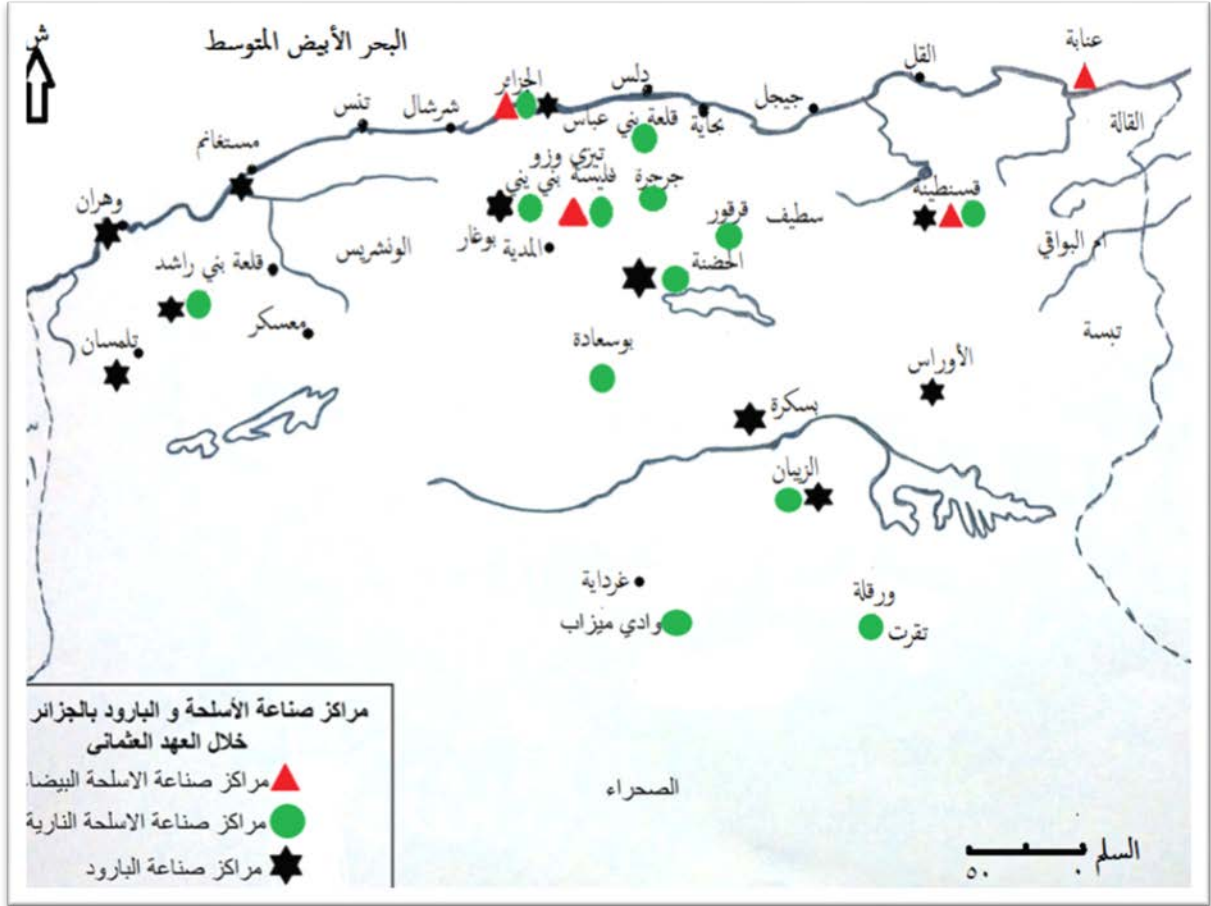 ش
البحر الأبيض المتوسط
عنابة
القل
القالة
جيجل
بجاية
دلس
الجزائر
شرشال
تنس
مستغانم
وهران
قلعة بني عباس
تيزي وزو
فليسة بني يني
جرجرة
قسنطينة
سطيف
قرقور
ام البواقي
بوغار
المدية
الونشريس
الحضنة
قلعة بني راشد
معسكر
تلمسان
تبسة
بوسعادة
الأوراس
بسكرة
الزيبان
غرداية
وادي ميزاب
ورقلة
تقرت
الصحراء
مراكز صناعة الأسلحة و البارود بالجزائر
خلال العهد العثمانى
مراكز صناعة الاسلحة البيضا
مراكز صناعة الاسلحة النارية
مراكز صناعة البارود
السلم
٠ ٥٠